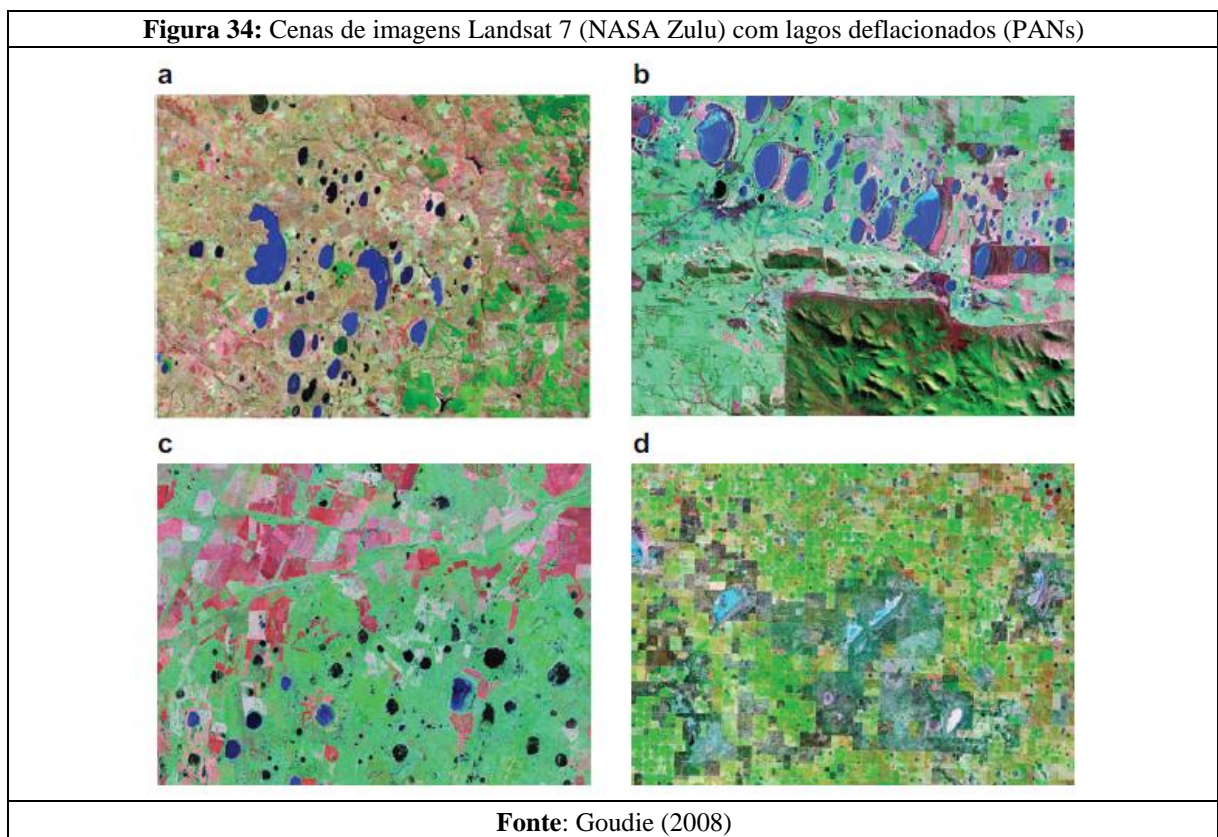 Figura 34: Cenas de imagens Landsat 7 (NASA Zulu) com lagos deflacionados (PANs)
a
b
c
d
Fonte: Goudie (2008)